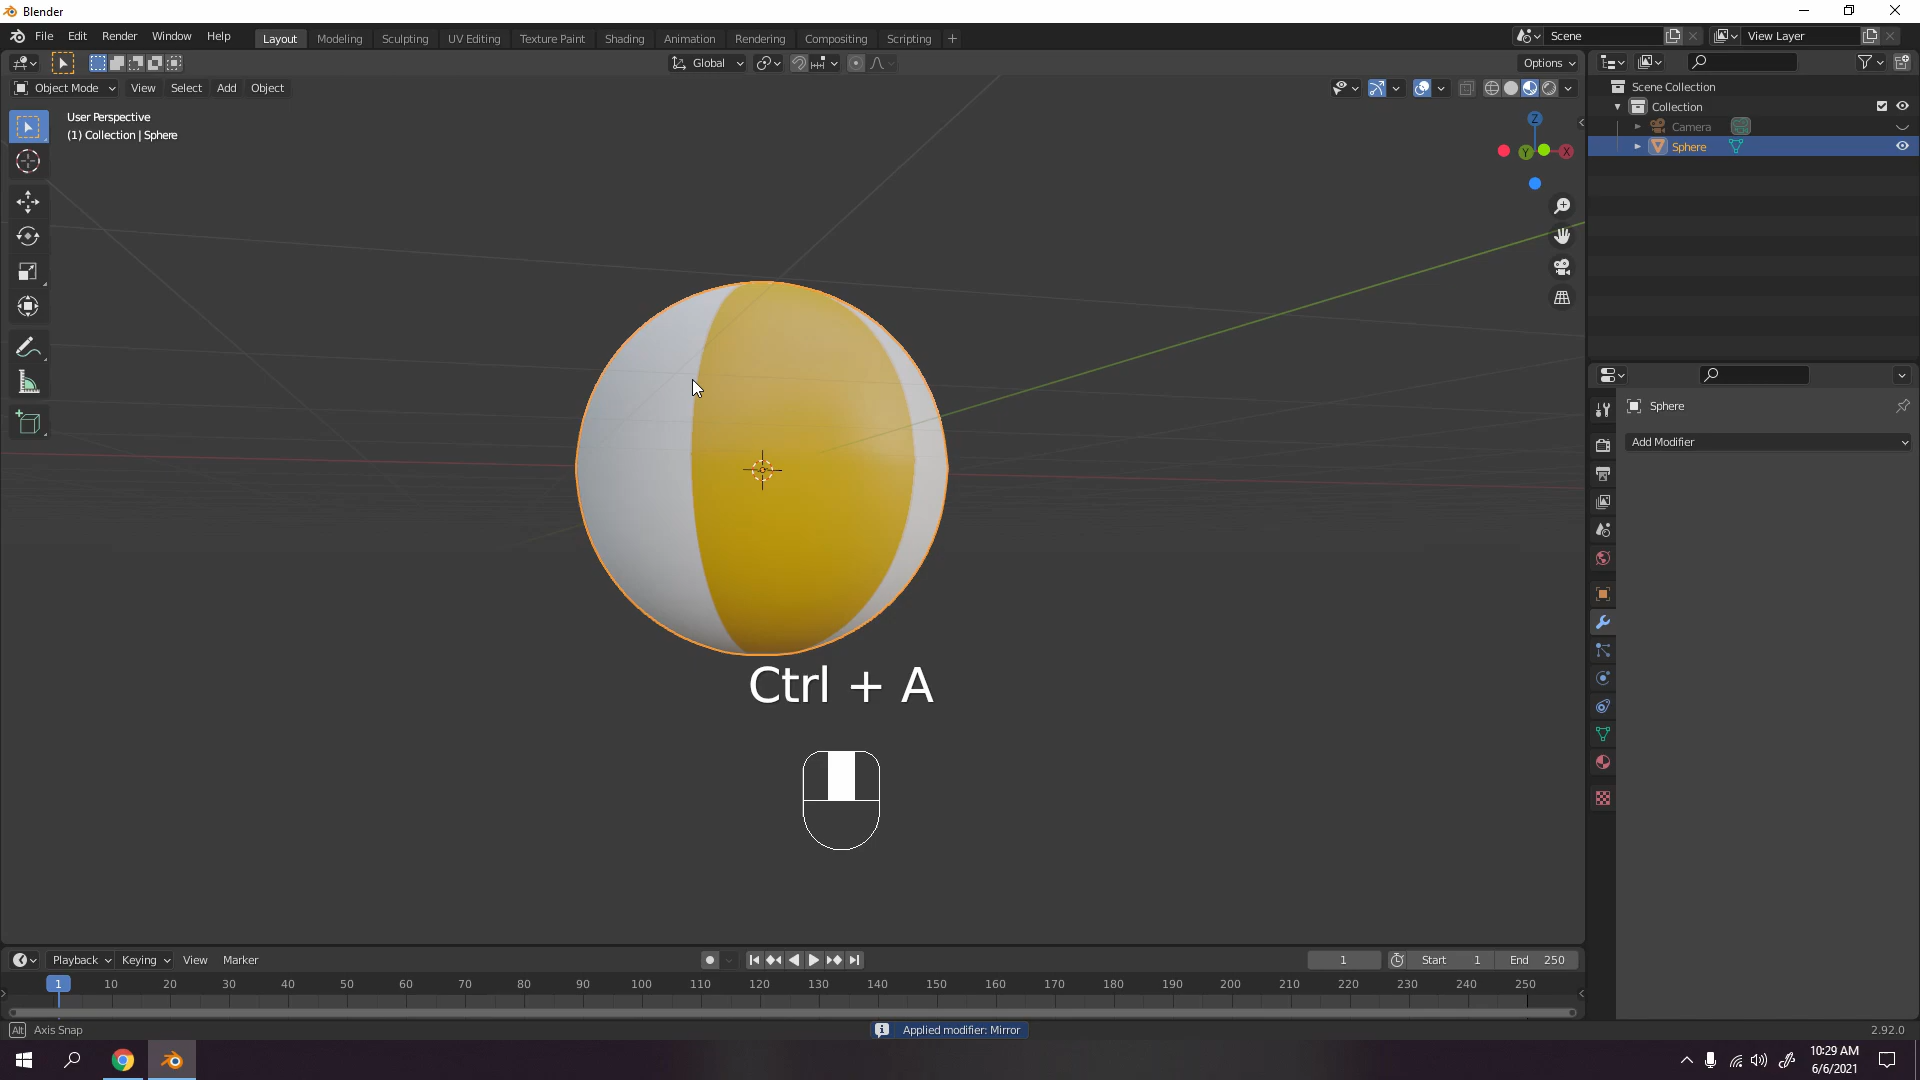 Blender
File Edit Render Window Help
Layout Modeling Sculpting UV Editing Texture Paint Shading Animation Rendering Compositing Scripting +
Scene
View Layer
Global
Options
Object Mode View Select Add Object
User Perspective
(1) Collection | Sphere
Z
Y
X
Scene Collection
Collection
Camera
Sphere
Sphere
Add Modifier
Ctrl + A
Playback Keying View Marker
1
Start 1
End 250
1 10 20 30 40 50 60 70 80 90 100 110 120 130 140 150 160 170 180 190 200 210 220 230 240 250
Alt Axis Snap
Applied modifier: Mirror
2.92.0
10:29 AM
6/6/2021